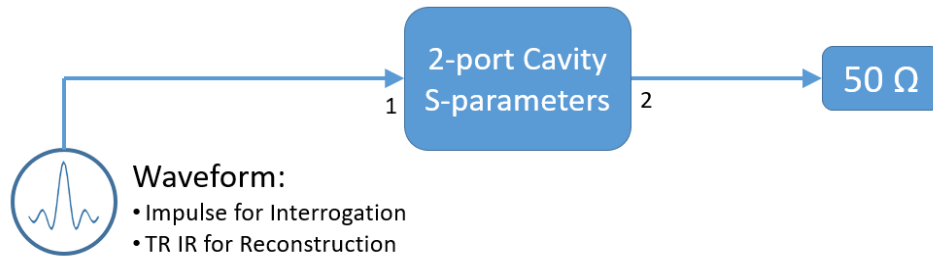 2-port Cavity
S-parameters
50 Ω
1
2
Waveform:
• Impulse for Interrogation
• TR IR for Reconstruction